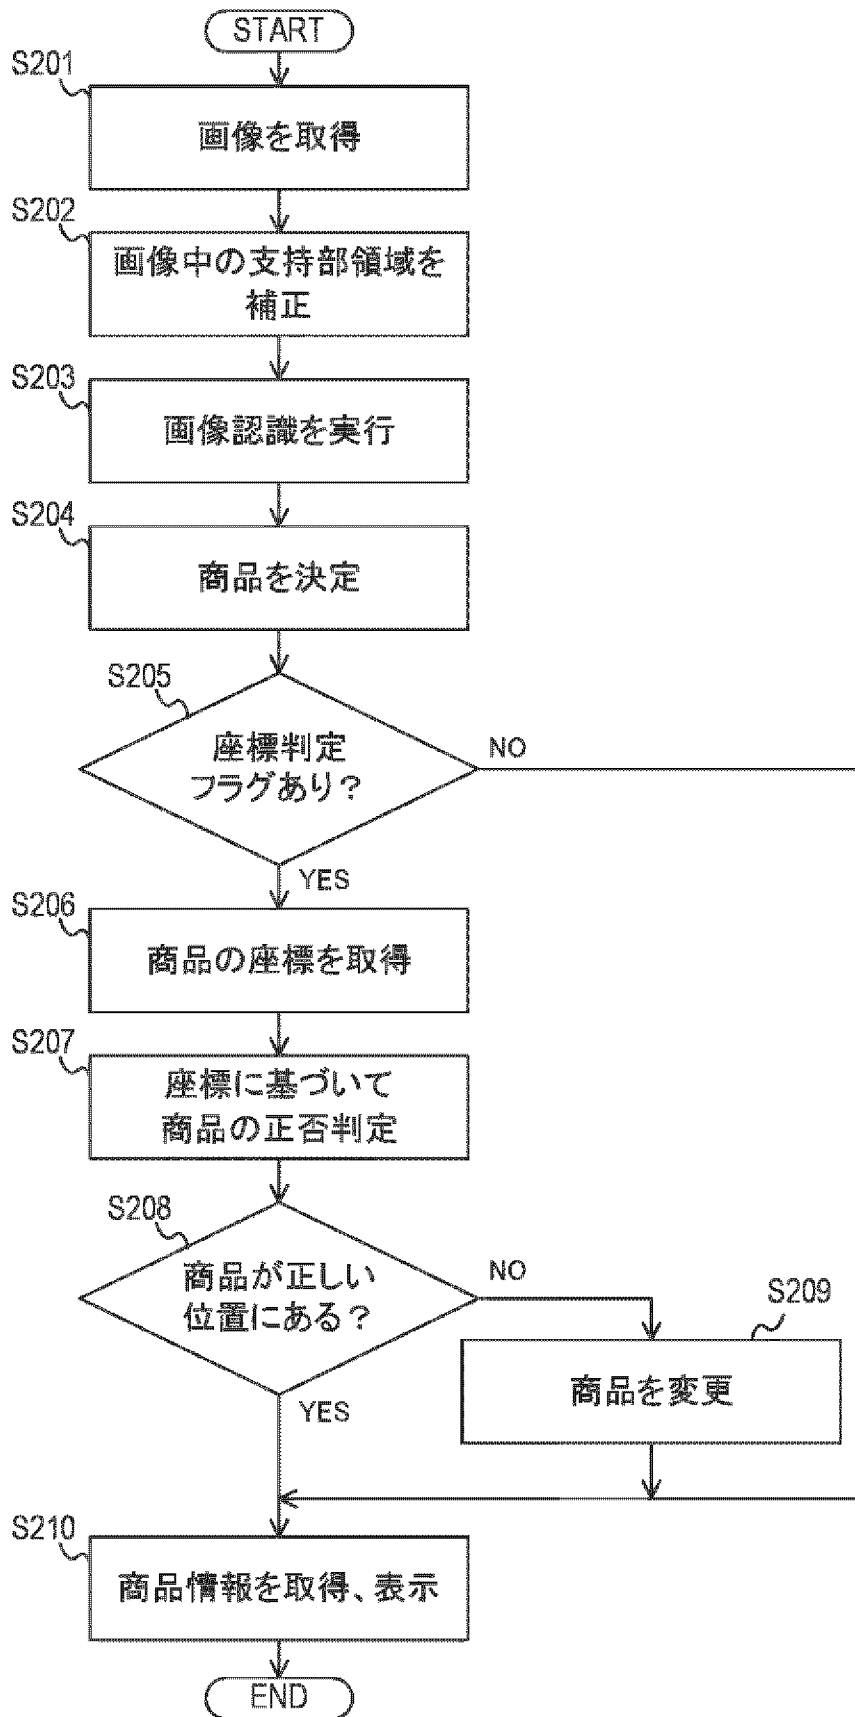 START
S201
画像を取得
S202
画像中の支持部領域を
補正
S203
画像認識を実行
S204
商品を決定
S205
座標判定
フラグあり？
NO
YES
S206
商品の座標を取得
S207
座標に基づいて
商品の正否判定
S208
商品が正しい
位置にある？
NO
S209
商品を変更
YES
S210
商品情報を取得、表示
END